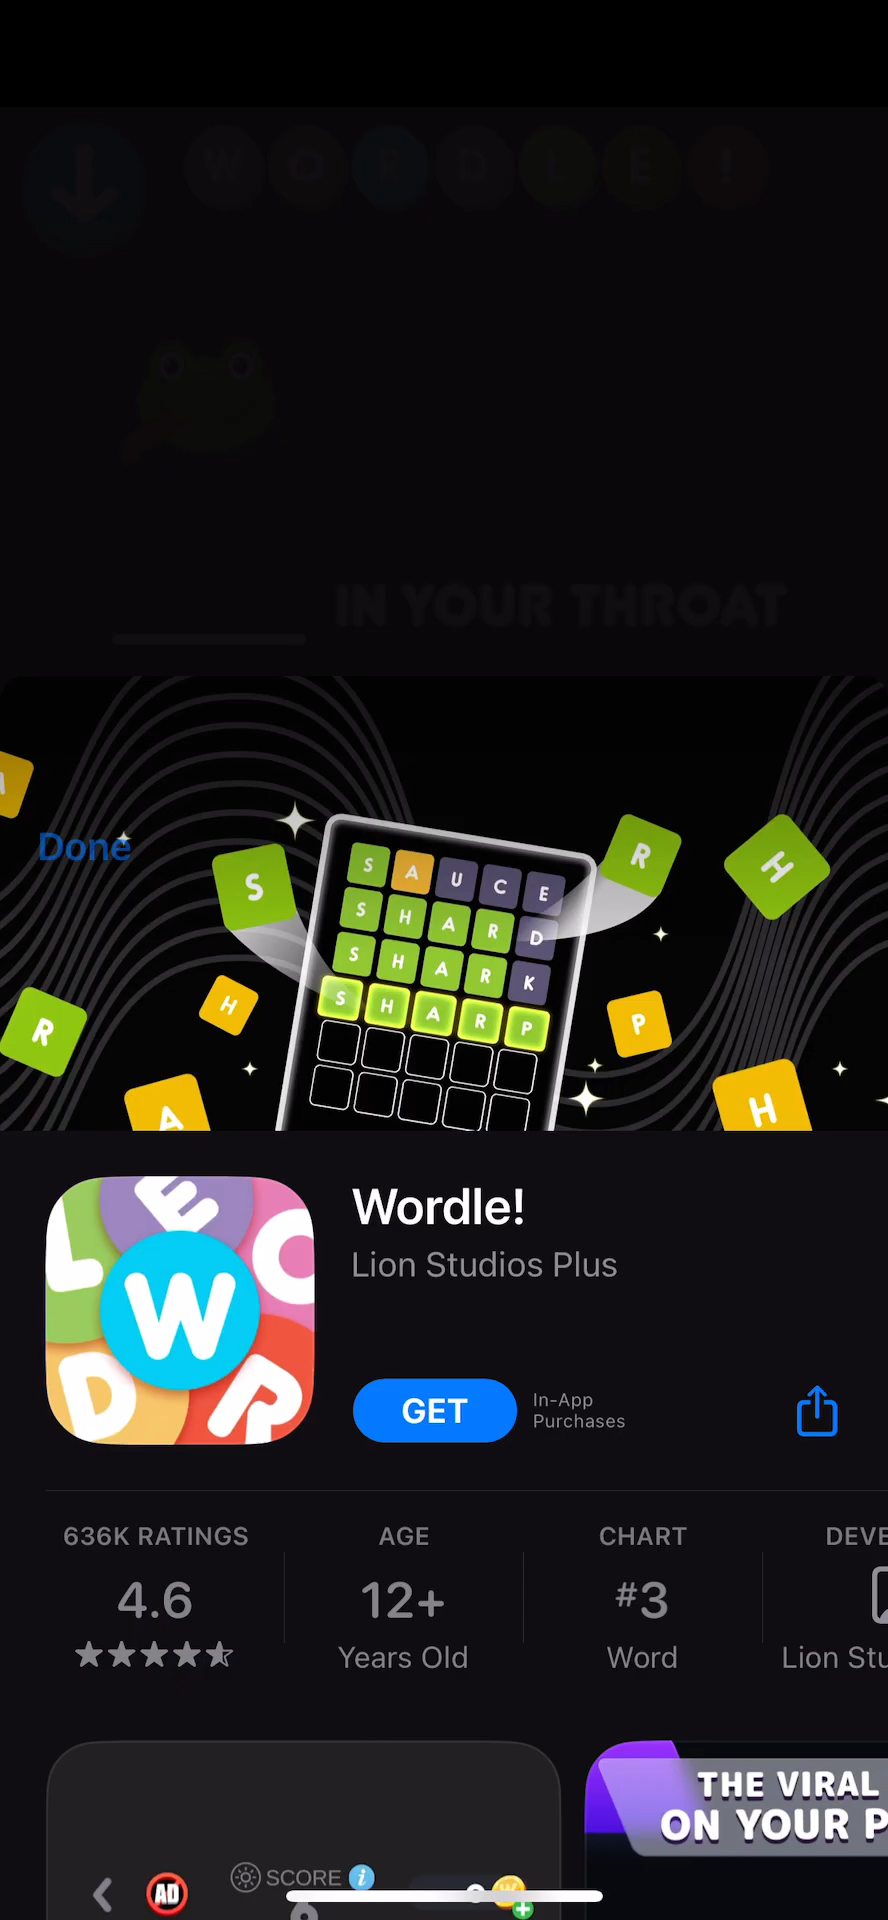 W O R D L E !
IN YOUR THROAT
Done
S A U C E
S H A R D
S H A R K
S H A R P
S
R
H
R
H
P
A
H
L E O W D R
Wordle!
Lion Studios Plus
GET
In-App
Purchases
636K RATINGS
AGE
CHART
DEVE
4.6
12+
#3
Years Old
Word
Lion Stu
THE VIRAL
ON YOUR P
AD
SCORE i
W